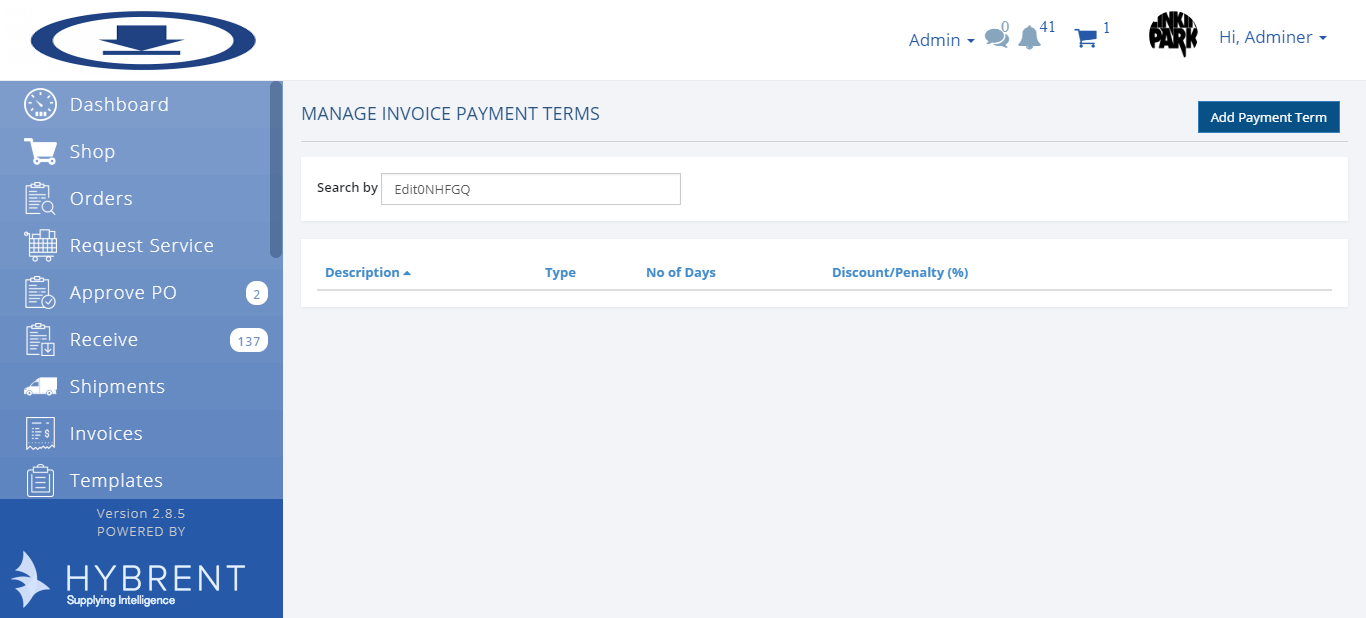 Admin
0
41
1
LINKIN
PARK
Hi, Adminer
Dashboard
Shop
Orders
Request Service
Approve PO 2
Receive 137
Shipments
Invoices
Templates
Version 2.8.5
POWERED BY
HYBRENT
Supplying Intelligence
MANAGE INVOICE PAYMENT TERMS
Add Payment Term
Search by Edit0NHFGQ
Description Type No of Days Discount/Penalty (%)